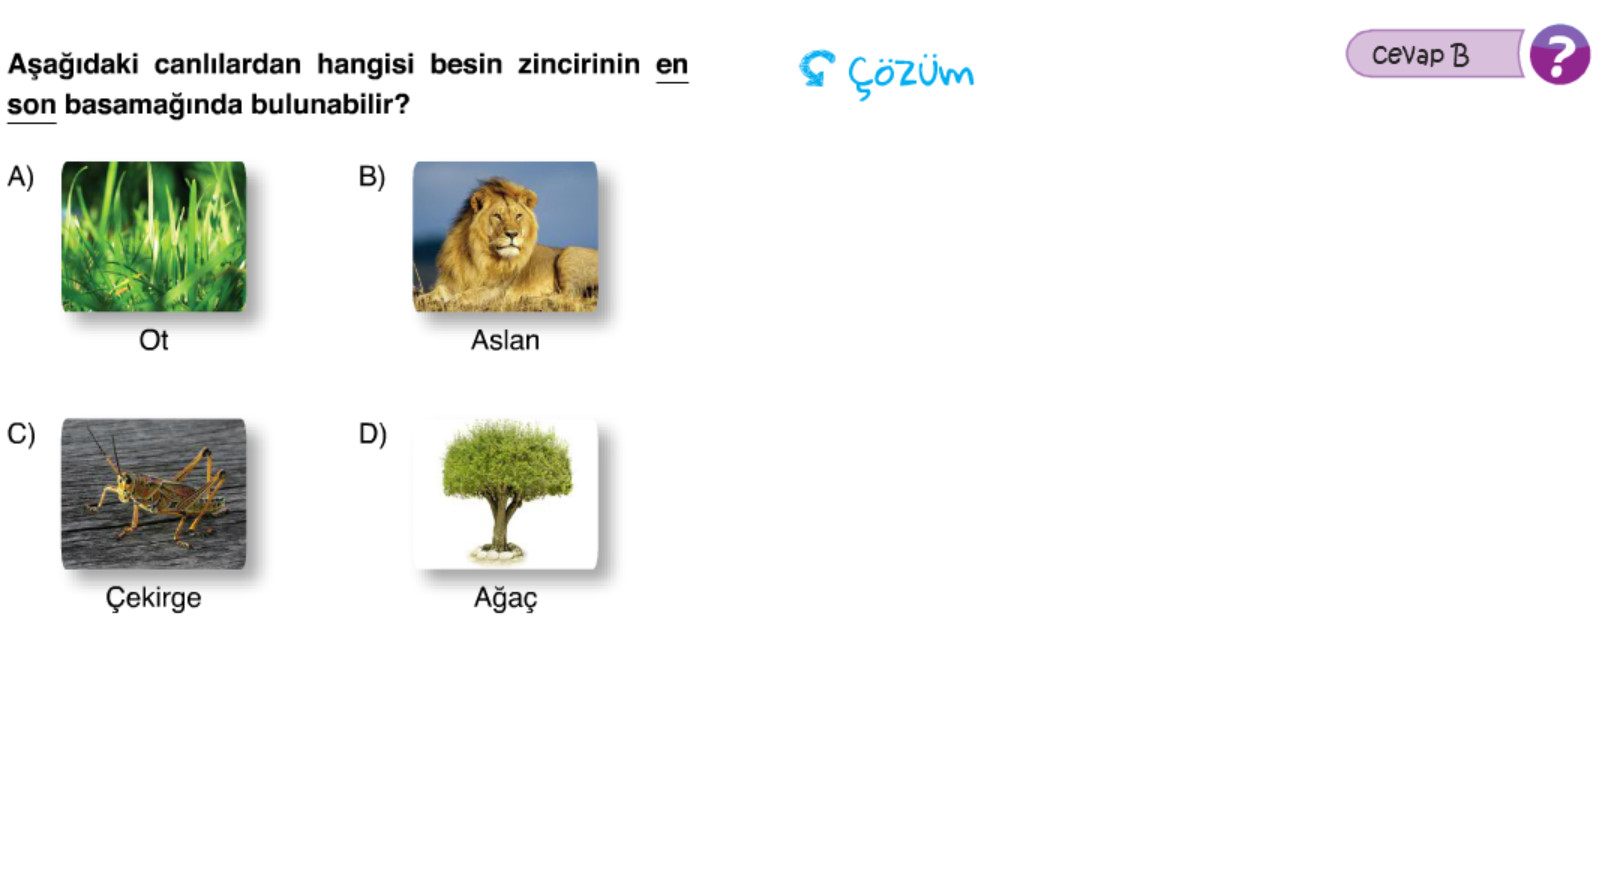 Aşağıdaki canlılardan hangisi besin zincirinin en
son basamağında bulunabilir?
A)
Ot
B)
Aslan
C)
Çekirge
D)
Ağaç
Çözüm
Cevap B
?